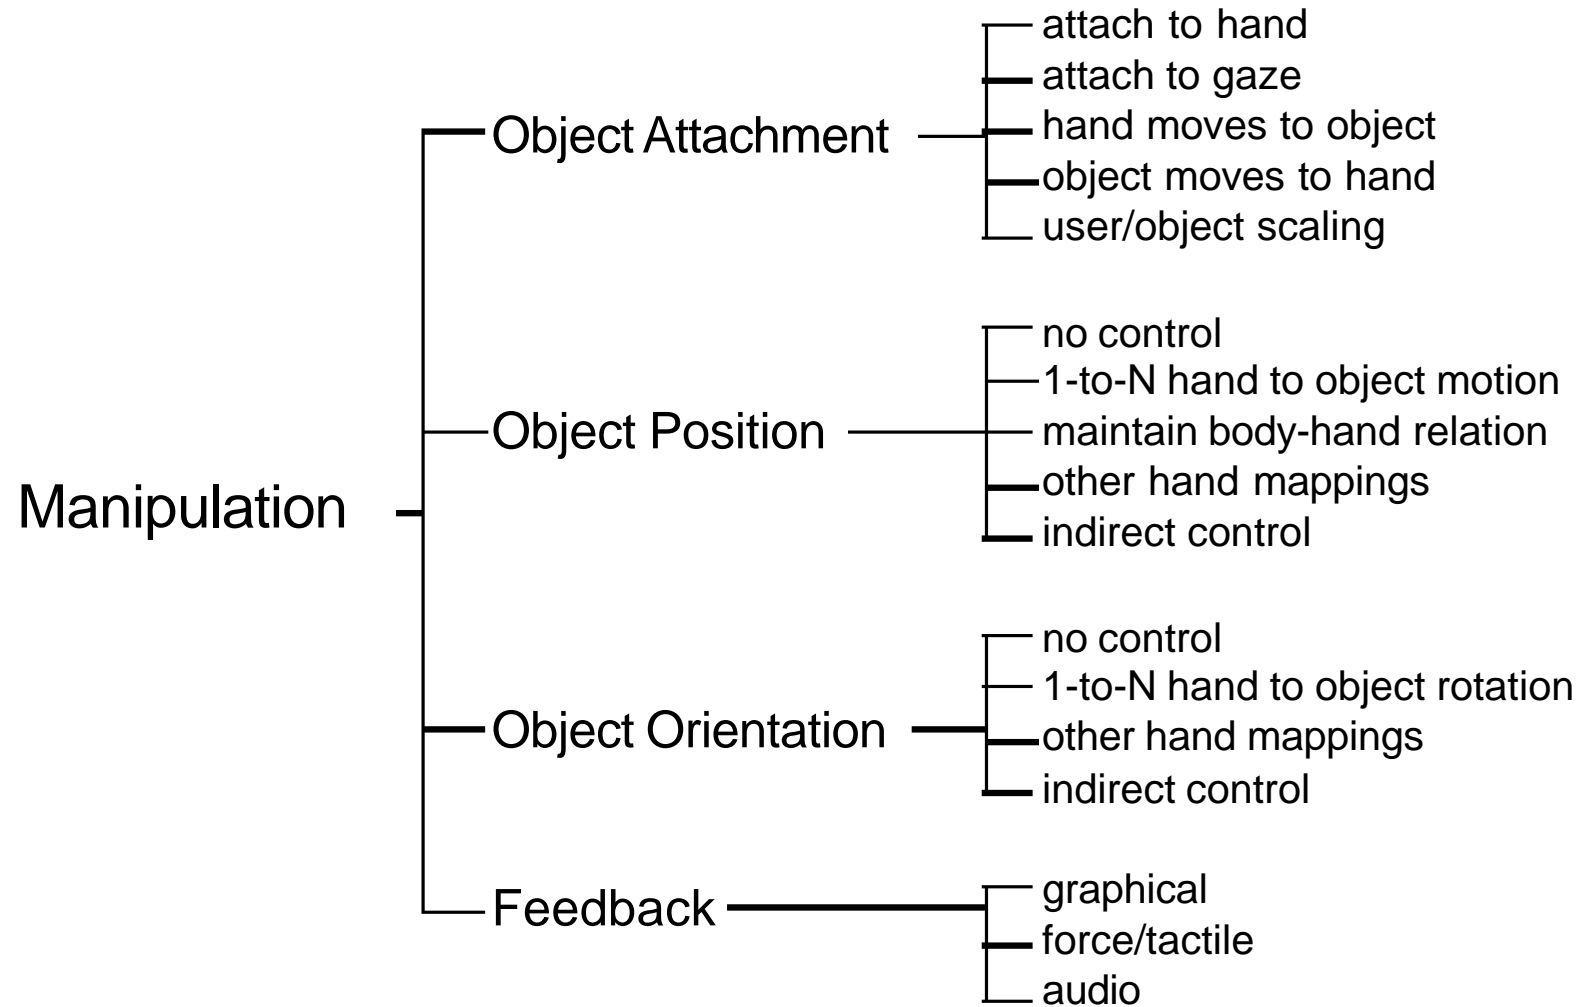 Manipulation
Object Attachment
attach to hand
attach to gaze
hand moves to object
object moves to hand
user/object scaling
Object Position
no control
1-to-N hand to object motion
maintain body-hand relation
other hand mappings
indirect control
Object Orientation
no control
1-to-N hand to object rotation
other hand mappings
indirect control
Feedback
graphical
force/tactile
audio